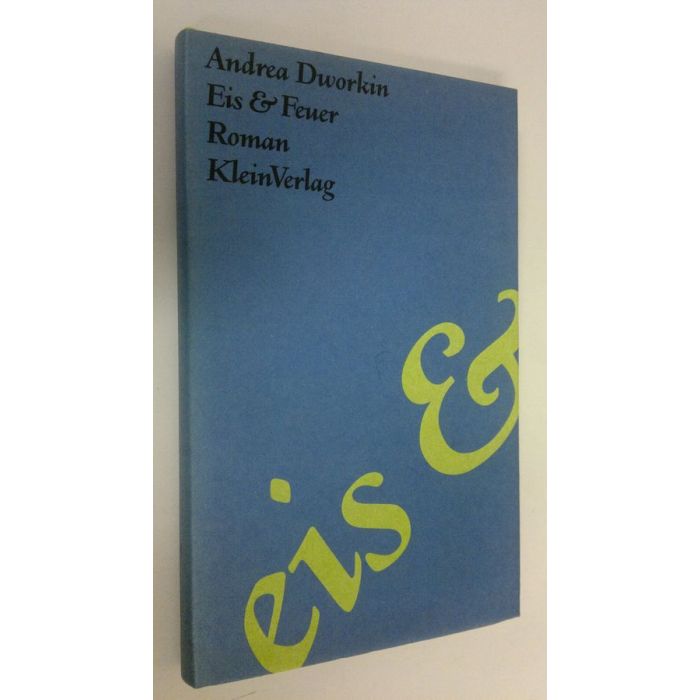 Andrea Dworkin
Eis & Feuer
Roman
KleinVerlag
eis &